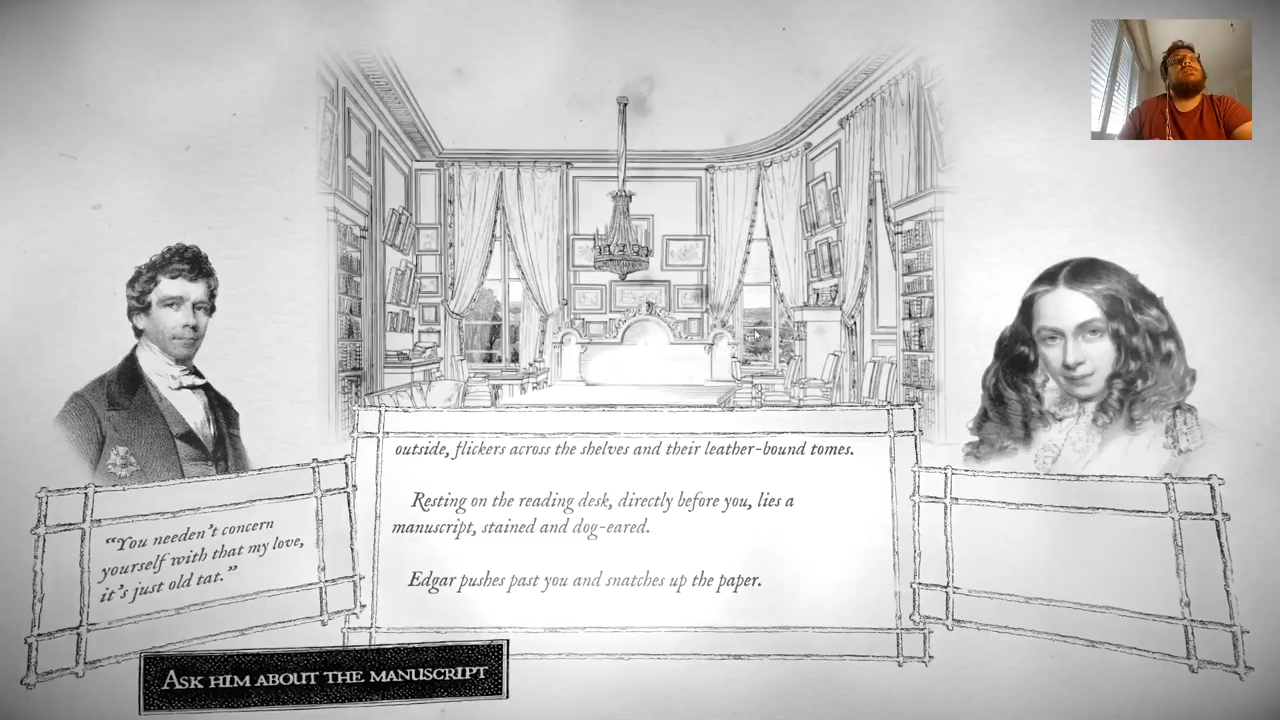 outside, flickers across the shelves and their leather-bound tomes.
Resting on the reading desk, directly before you, lies a
manuscript, stained and dog-eared.
Edgar pushes past you and snatches up the paper.
“You needen't concern
yourself with that my love,
it's just old tat.”
ASK HIM ABOUT THE MANUSCRIPT